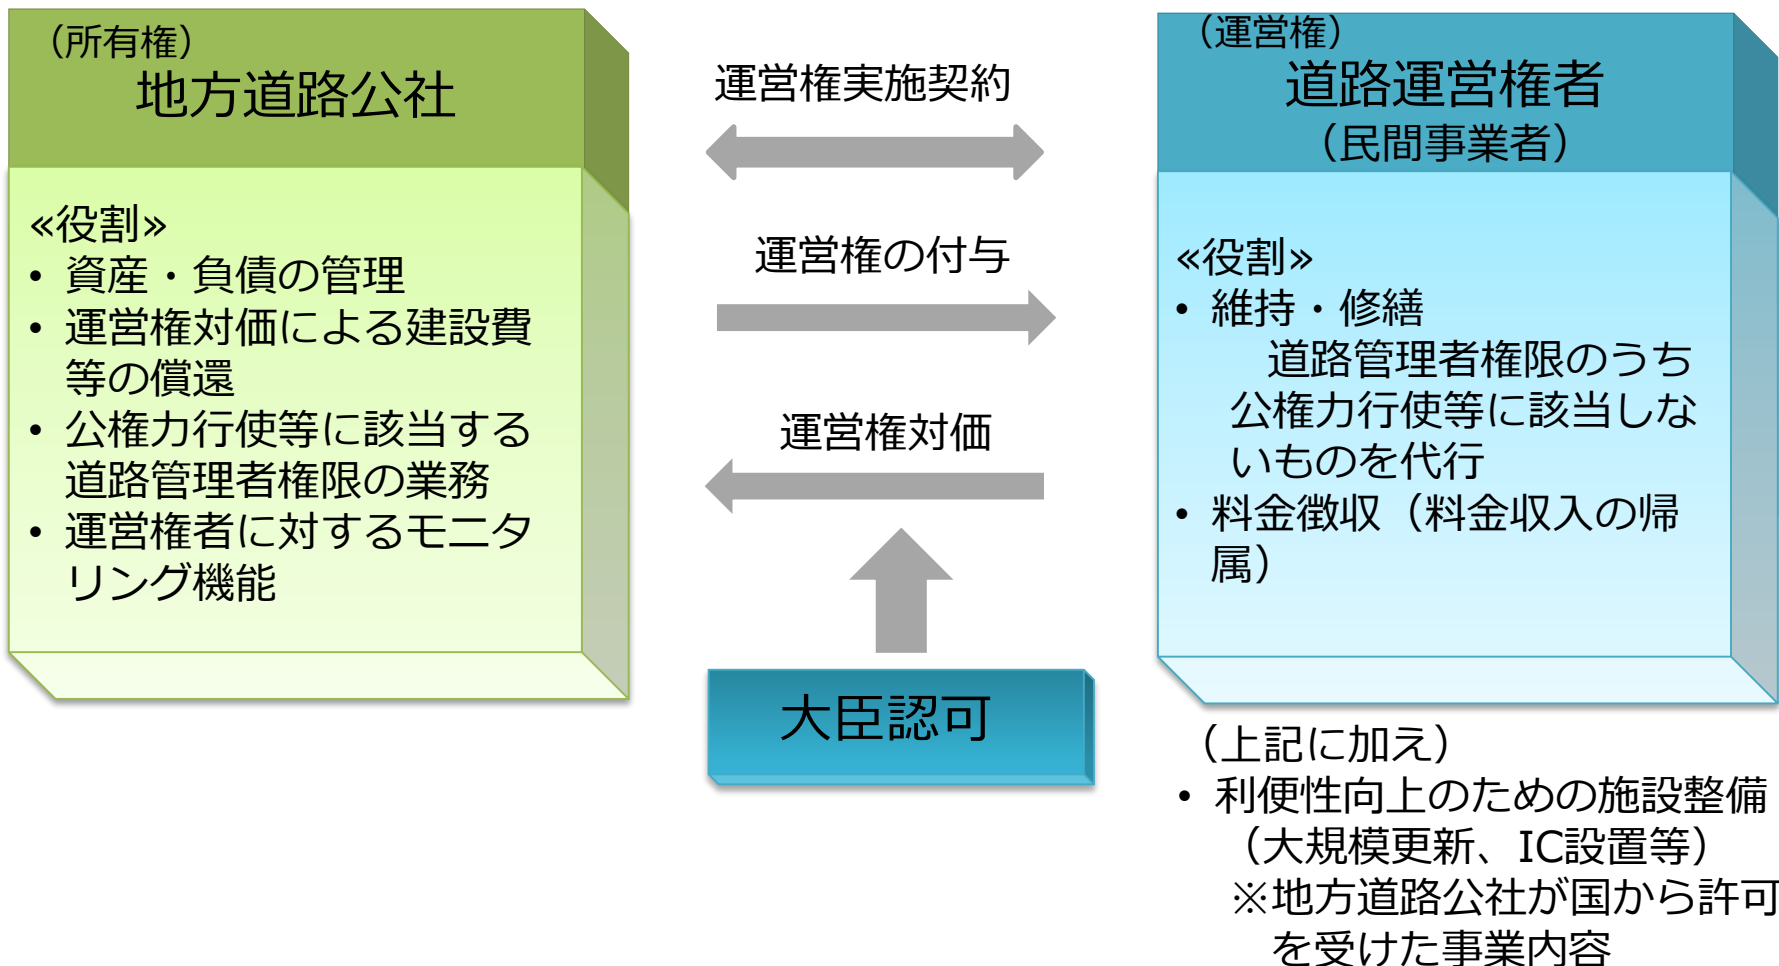 （所有権）
地方道路公社
«役割»
• 資産・負債の管理
• 運営権対価による建設費
等の償還
• 公権力行使等に該当する
道路管理者権限の業務
• 運営権者に対するモニタ
リング機能
運営権実施契約
運営権の付与
運営権対価
大臣認可
（運営権）
道路運営権者
（民間事業者）
«役割»
• 維持・修繕
道路管理者権限のうち
公権力行使等に該当しな
いものを代行
• 料金徴収（料金収入の帰
属）
（上記に加え）
• 利便性向上のための施設整備
（大規模更新、IC設置等）
※地方道路公社が国から許可
を受けた事業内容